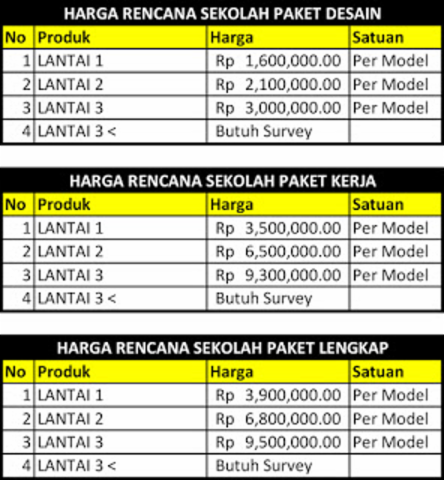 HARGA RENCANA SEKOLAH PAKET DESAIN
No Produk Harga Satuan
1 LANTAI 1 Rp 1,600,000.00 Per Model
2 LANTAI 2 Rp 2,100,000.00 Per Model
3 LANTAI 3 Rp 3,000,000.00 Per Model
4 LANTAI 3 < Butuh Survey
HARGA RENCANA SEKOLAH PAKET KERJA
No Produk Harga Satuan
1 LANTAI 1 Rp 3,500,000.00 Per Model
2 LANTAI 2 Rp 6,500,000.00 Per Model
3 LANTAI 3 Rp 9,300,000.00 Per Model
4 LANTAI 3 < Butuh Survey
HARGA RENCANA SEKOLAH PAKET LENGKAP
No Produk Harga Satuan
1 LANTAI 1 Rp 3,900,000.00 Per Model
2 LANTAI 2 Rp 6,800,000.00 Per Model
3 LANTAI 3 Rp 9,500,000.00 Per Model
4 LANTAI 3 < Butuh Survey